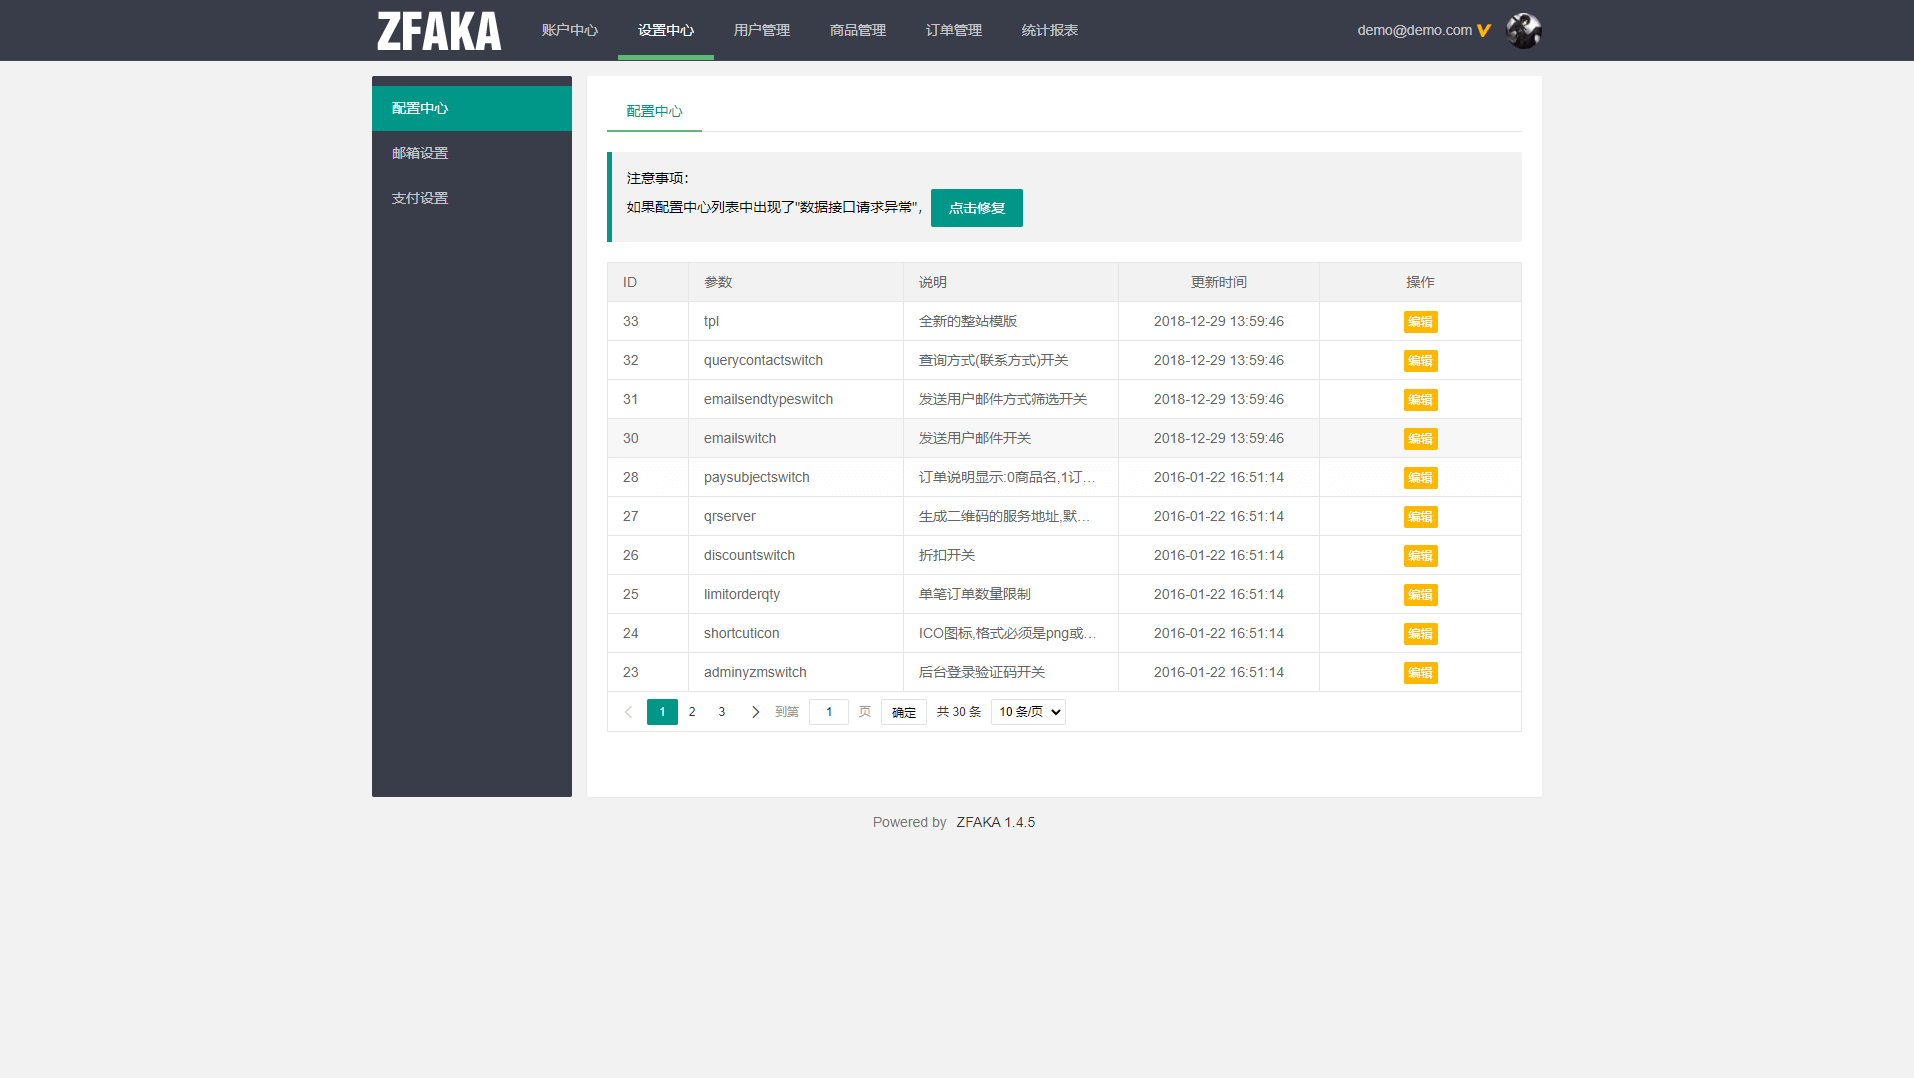 ZFAKA 账户中心 设置中心 用户管理 商品管理 订单管理 统计报表 demo@demo.com
配置中心
邮箱设置
支付设置
配置中心
注意事项：
如果配置中心列表中出现了"数据接口请求异常"， 点击修复
ID 参数 说明 更新时间 操作
33 tpl 全新的整站模版 2018-12-29 13:59:46 编辑
32 querycontactswitch 查询方式(联系方式)开关 2018-12-29 13:59:46 编辑
31 emailsendtypeswitch 发送用户邮件方式筛选开关 2018-12-29 13:59:46 编辑
30 emailswitch 发送用户邮件开关 2018-12-29 13:59:46 编辑
28 paysubjectswitch 订单说明显示:0商品名,1订… 2016-01-22 16:51:14 编辑
27 qrserver 生成二维码的服务地址,默… 2016-01-22 16:51:14 编辑
26 discountswitch 折扣开关 2016-01-22 16:51:14 编辑
25 limitorderqty 单笔订单数量限制 2016-01-22 16:51:14 编辑
24 shortcuticon ICO图标,格式必须是png或… 2016-01-22 16:51:14 编辑
23 adminyzmswitch 后台登录验证码开关 2016-01-22 16:51:14 编辑
1 2 3 到第 1 页 确定 共 30 条 10 条/页
Powered by ZFAKA 1.4.5